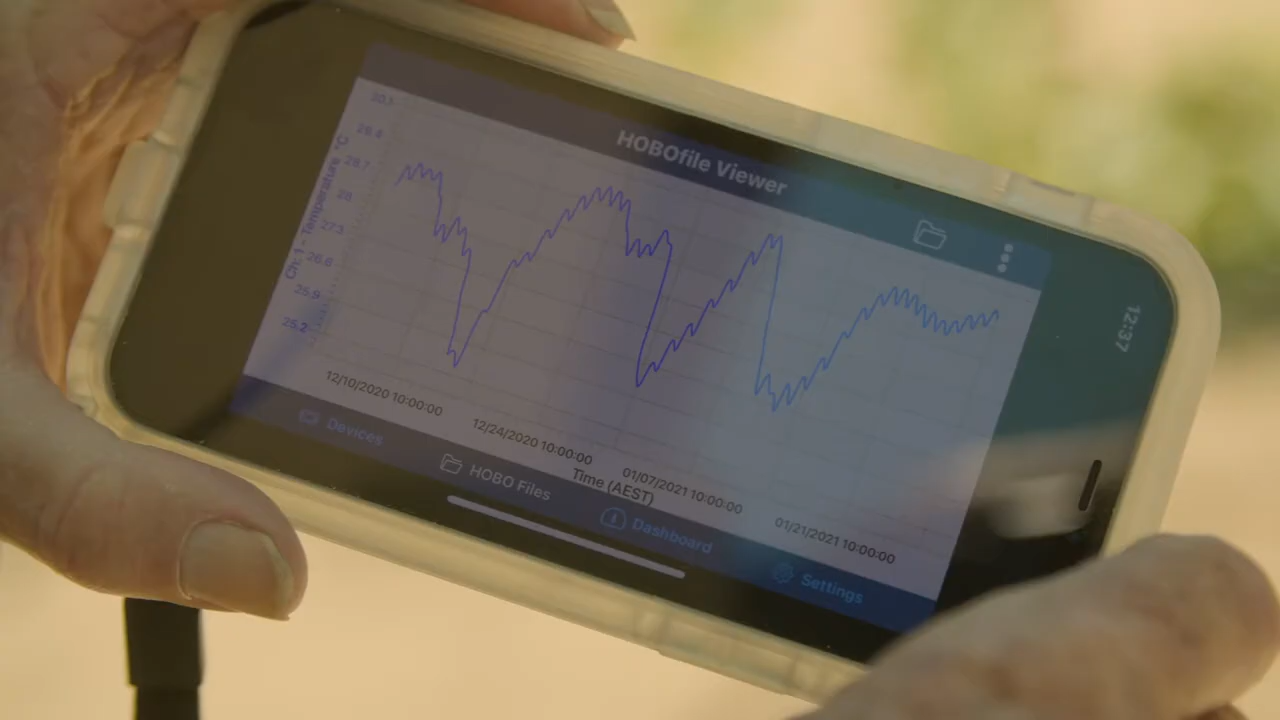 HOBOfile Viewer
12:37
30.1
29.4
28.7
28
27.3
26.6
25.9
25.2
Ch: 1 - Temperature °C
12/10/2020 10:00:00
12/24/2020 10:00:00
01/07/2021 10:00:00
01/21/2021 10:00:00
Time (AEST)
Devices
HOBO Files
Dashboard
Settings